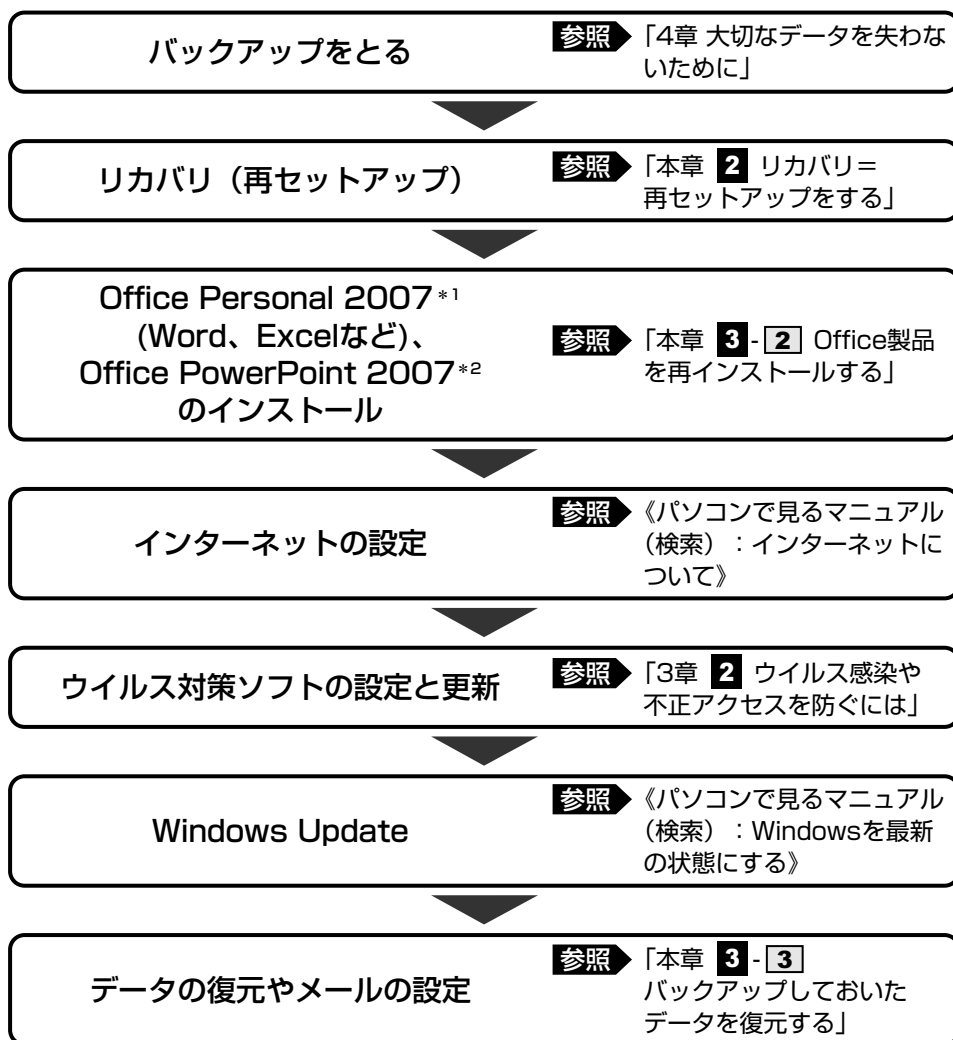 バックアップをとる
参照 「4章 大切なデータを失わな
いために」
リカバリ（再セットアップ）
参照 「本章 2 リカバリ＝
再セットアップをする」
Office Personal 2007*1
(Word、Excelなど)、
Office PowerPoint 2007*2
のインストール
参照 「本章 3 - 2 Office製品
を再インストールする」
インターネットの設定
参照 《パソコンで見るマニュアル
（検索）：インターネットに
ついて》
ウイルス対策ソフトの設定と更新
参照 「3章 2 ウイルス感染や
不正アクセスを防ぐには」
Windows Update
参照 《パソコンで見るマニュアル
（検索）：Windowsを最新
の状態にする》
データの復元やメールの設定
参照 「本章 3 - 3
バックアップしておいた
データを復元する」